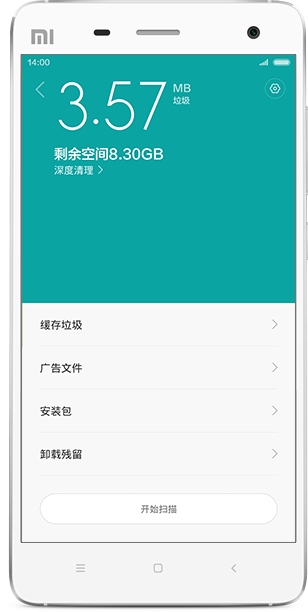 MI
14:00
3.57 MB
垃圾
剩余空间8.30GB
深度清理
缓存垃圾
广告文件
安装包
卸载残留
开始扫描